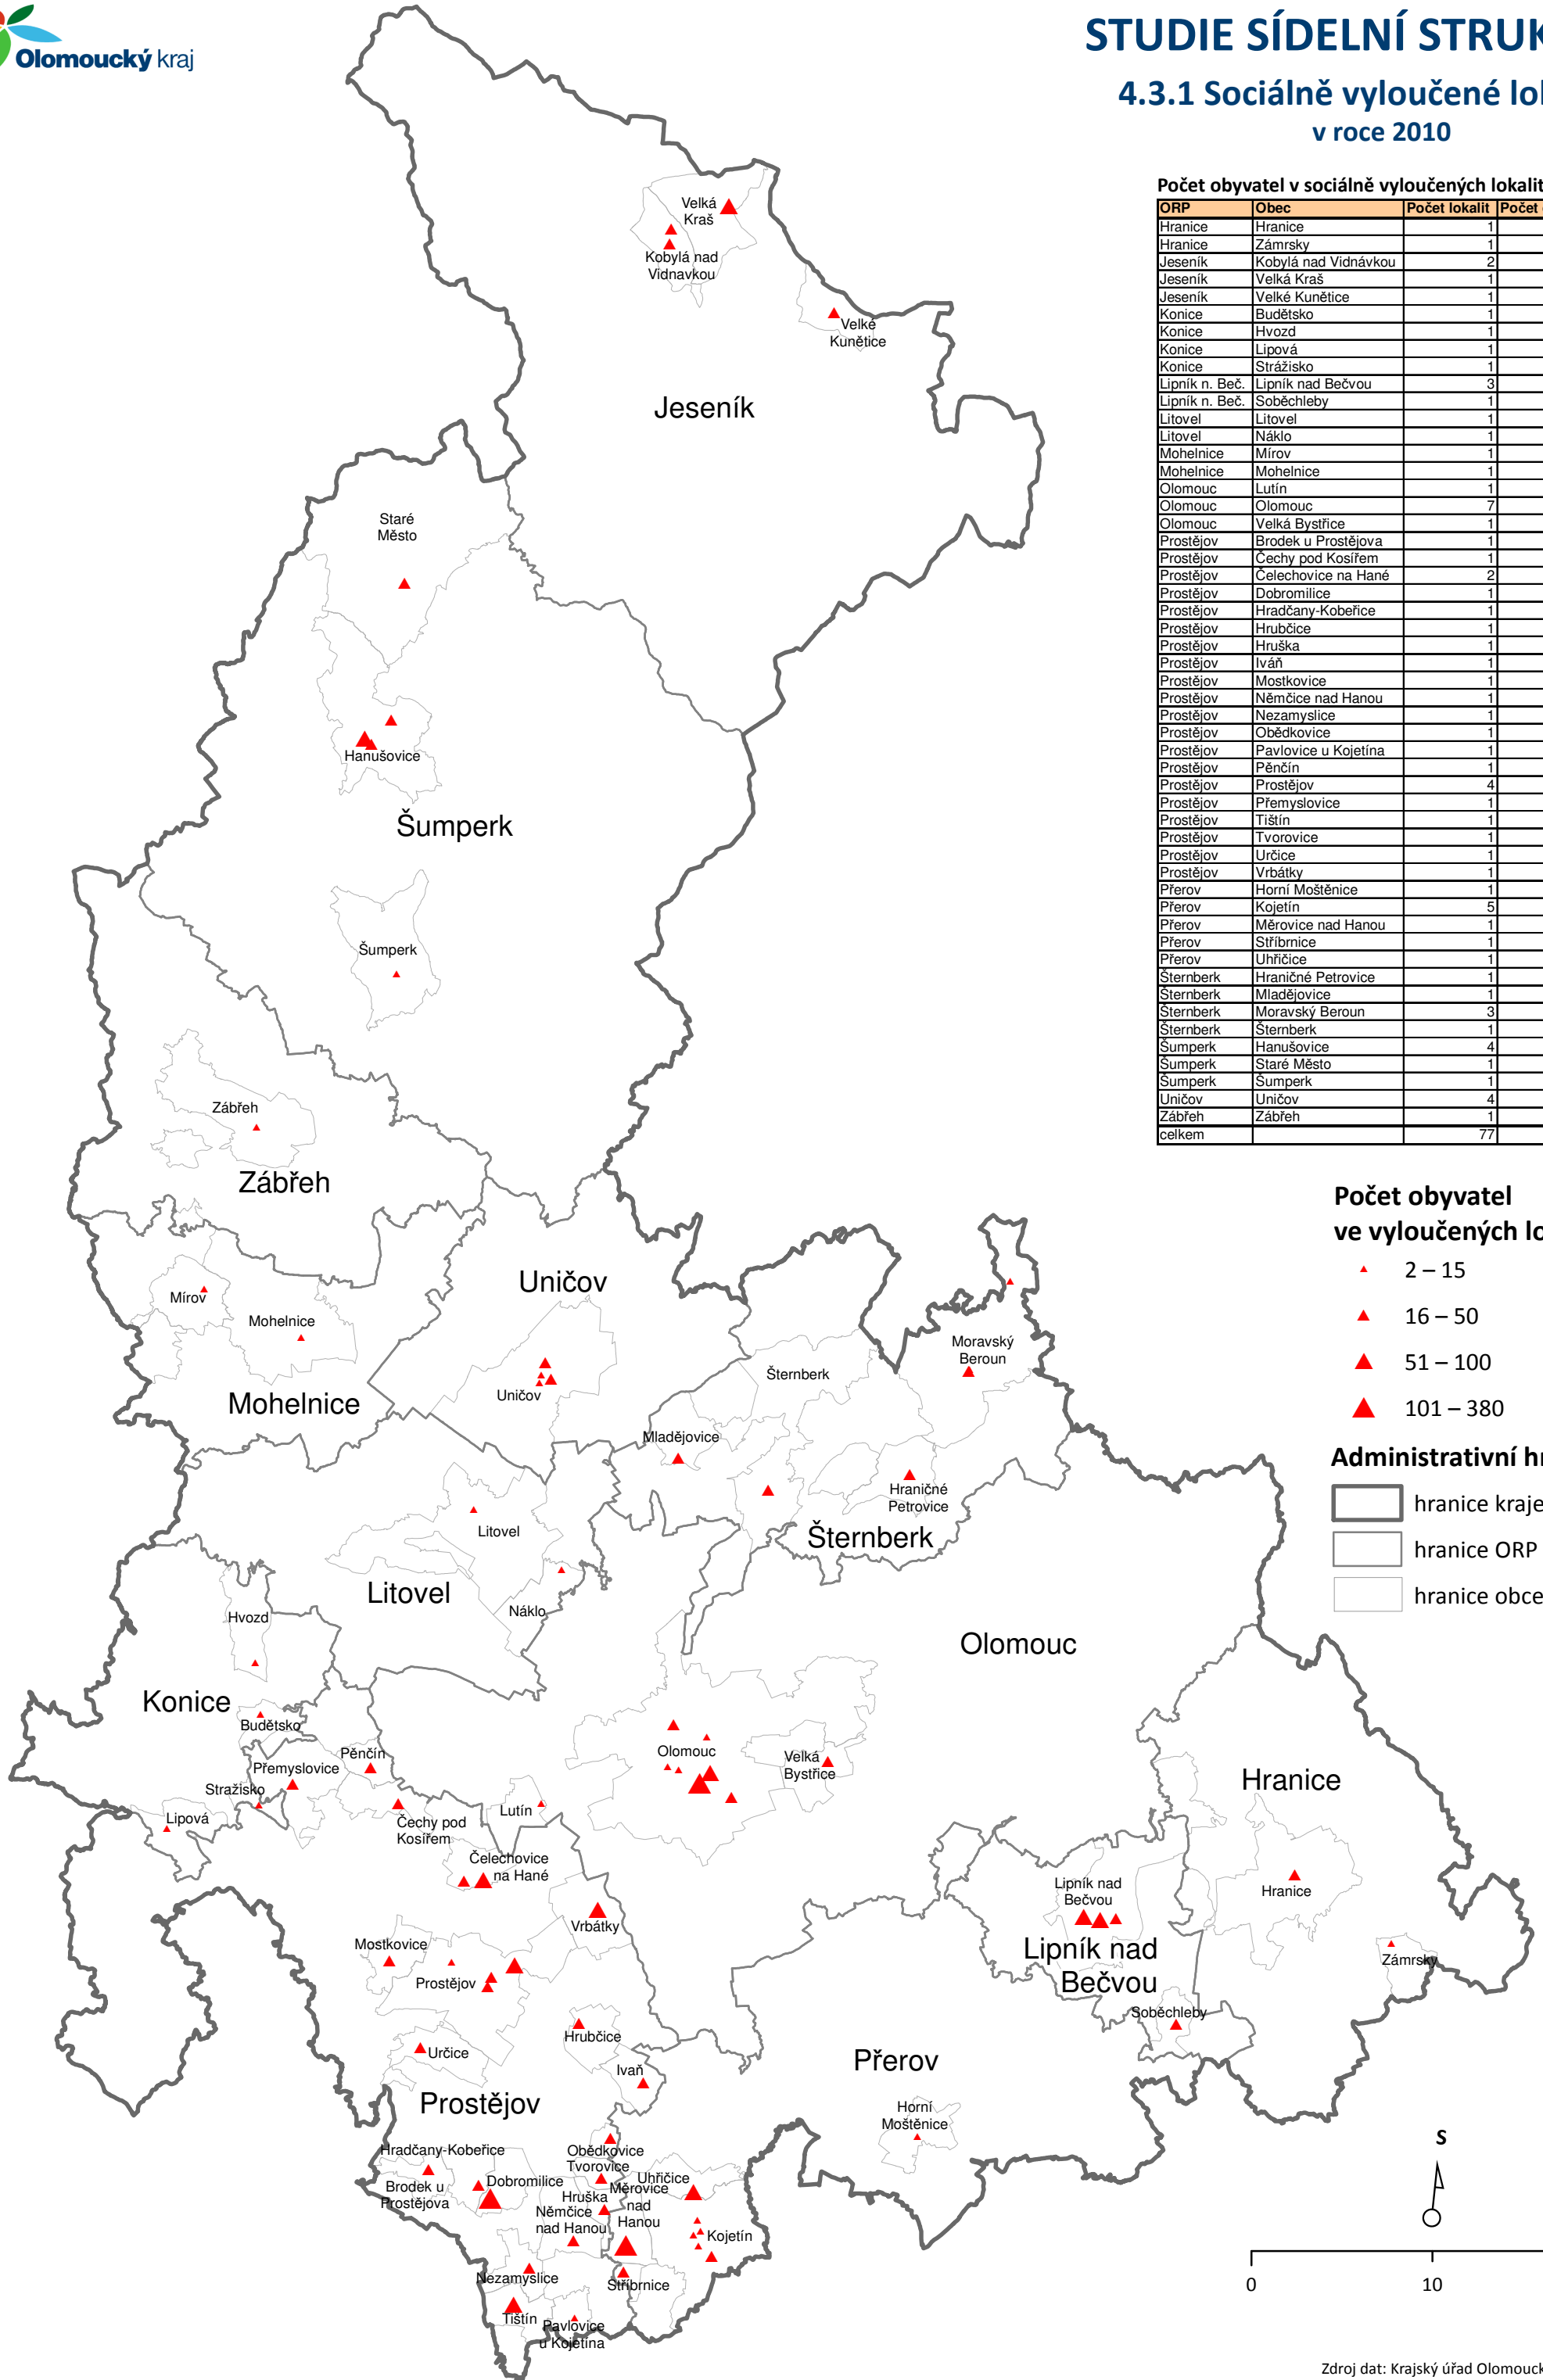 Olomoucký kraj
STUDIE SÍDELNÍ STRUK
4.3.1 Sociálně vyloučené lo
v roce 2010
Počet obyvatel v sociálně vyloučených lokalit
ORP Obec Počet lokalit Počet
Hranice Hranice 1
Hranice Zámrsky 1
Jeseník Kobylá nad Vidnávkou 2
Jeseník Velká Kraš 1
Jeseník Velké Kunětice 1
Konice Budětsko 1
Konice Hvozd 1
Konice Lipová 1
Konice Strážisko 1
Lipník n. Beč. Lipník nad Bečvou 3
Lipník n. Beč. Soběchleby 1
Litovel Litovel 1
Litovel Náklo 1
Mohelnice Mírov 1
Mohelnice Mohelnice 1
Olomouc Lutín 1
Olomouc Olomouc 7
Olomouc Velká Bystřice 1
Prostějov Brodek u Prostějova 1
Prostějov Čechy pod Kosířem 1
Prostějov Čelechovice na Hané 2
Prostějov Dobromilice 1
Prostějov Hradčany-Kobeřice 1
Prostějov Hrubčice 1
Prostějov Hruška 1
Prostějov Iváň 1
Prostějov Mostkovice 1
Prostějov Němčice nad Hanou 1
Prostějov Nezamyslice 1
Prostějov Obědkovice 1
Prostějov Pavlovice u Kojetína 1
Prostějov Pěnčín 1
Prostějov Prostějov 4
Prostějov Přemyslovice 1
Prostějov Tištín 1
Prostějov Tvorovice 1
Prostějov Určice 1
Prostějov Vrbátky 1
Přerov Horní Moštěnice 1
Přerov Kojetín 5
Přerov Měrovice nad Hanou 1
Přerov Stříbrnice 1
Přerov Uhřičice 1
Šternberk Hraničné Petrovice 1
Šternberk Mladějovice 1
Šternberk Moravský Beroun 3
Šternberk Šternberk 1
Šumperk Hanušovice 4
Šumperk Staré Město 1
Šumperk Šumperk 1
Uničov Uničov 4
Zábřeh Zábřeh 1
celkem 77
Počet obyvatel
ve vyloučených lo
2 – 15
16 – 50
51 – 100
101 – 380
Administrativní hr
hranice kraje
hranice ORP
hranice obce
Velká
Kraš
Kobylá nad
Vidnavkou
Velké
Kunětice
Jeseník
Staré
Město
Hanušovice
Šumperk
Šumperk
Zábřeh
Zábřeh
Mírov
Mohelnice
Mohelnice
Uničov
Uničov
Moravský
Beroun
Šternberk
Mladějovice
Hraničné
Petrovice
Šternberk
Litovel
Litovel
Náklo
Hvozd
Konice
Budětsko
Přemyslovice
Pěnčín
Stražisko
Lipová
Čechy pod
Kosířem
Lutín
Olomouc
Olomouc
Velká
Bystřice
Čelechovice
na Hané
Vrbátky
Mostkovice
Prostějov
Hrubčice
Určice
Ivaň
Prostějov
Hranice
Hranice
Lipník nad
Bečvou
Lipník nad
Bečvou
Zámrsky
Soběchleby
Přerov
Horní
Moštěnice
Hradčany-Kobeřice
Brodek u
Prostějova
Dobromilice
Obědkovice
Tvorovice
Uhřičice
Hruška
Měrovice
nad
Hanou
Němčice
nad Hanou
Kojetín
Nezamyslice
Stříbrnice
Tištín
Pavlovice
u Kojetína
S
0 10
Zdroj dat: Krajský úřad Olomouck